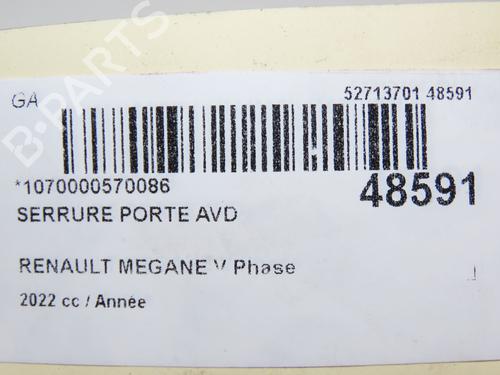 B-PARTS
GA
52713701 48591
*1070000570086
48591
SERRURE PORTE AVD
RENAULT MEGANE V Phase
2022 cc / Année